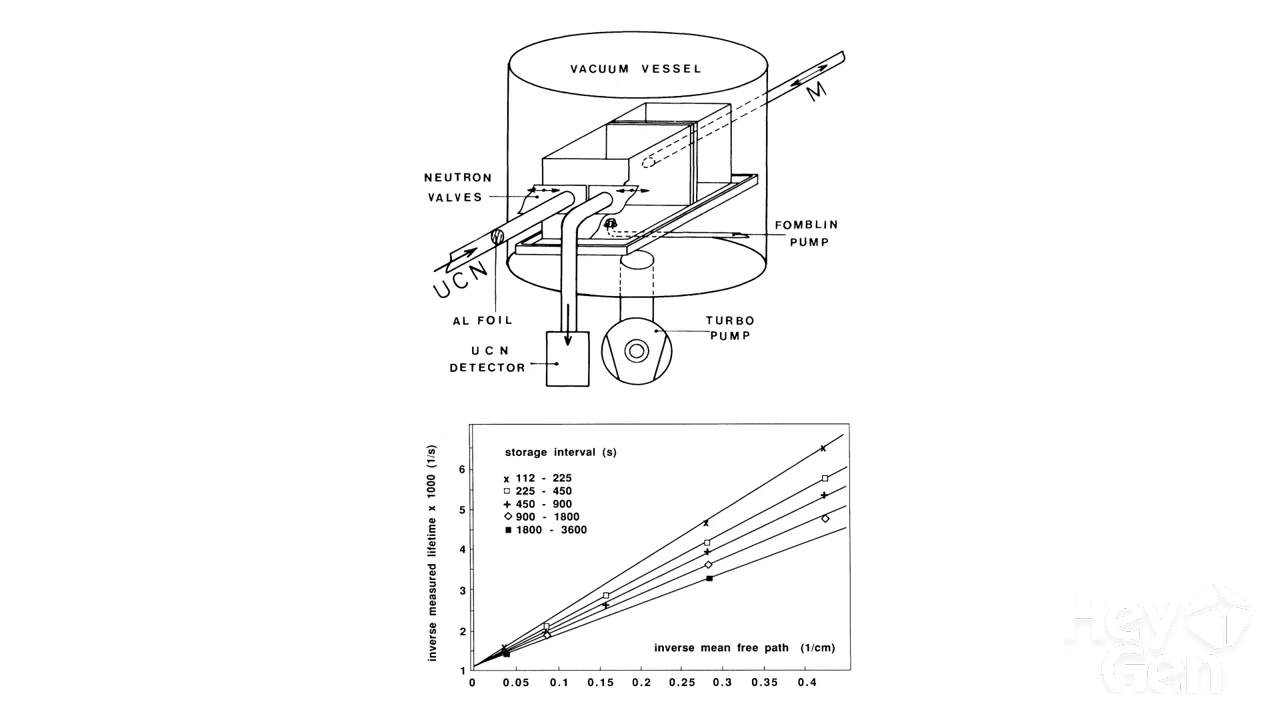 VACUUM VESSEL
M
NEUTRON
VALVES
FOMBLIN
PUMP
UCN
AL FOIL
TURBO
PUMP
UCN
DETECTOR
inverse measured lifetime x 1000 (1/s)
storage interval (s)
x 112 - 225
□ 225 - 450
+ 450 - 900
◇ 900 - 1800
■ 1800 - 3600
6
5
4
3
2
1
inverse mean free path (1/cm)
0 0.05 0.1 0.15 0.2 0.25 0.3 0.35 0.4
Hey
Gen